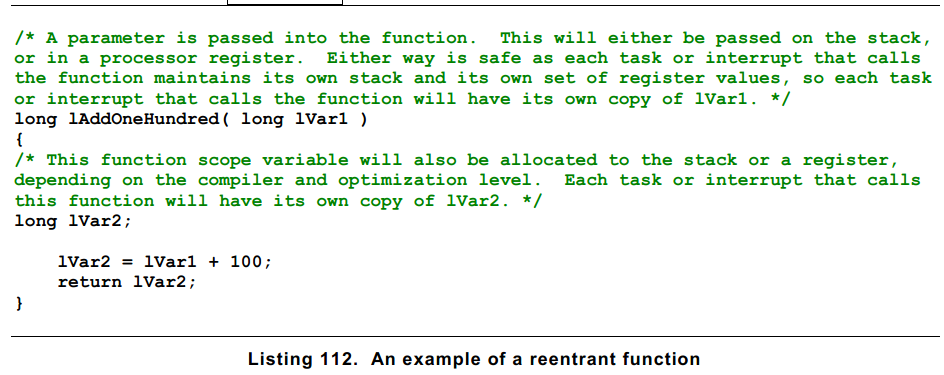 /* A parameter is passed into the function.  This will either be passed on the stack,
or in a processor register.  Either way is safe as each task or interrupt that calls
the function maintains its own stack and its own set of register values, so each task
or interrupt that calls the function will have its own copy of lVar1. */
long lAddOneHundred( long lVar1 )
{
/* This function scope variable will also be allocated to the stack or a register,
depending on the compiler and optimization level.  Each task or interrupt that calls
this function will have its own copy of lVar2. */
long lVar2;
    lVar2 = lVar1 + 100;
    return lVar2;
}
Listing 112.  An example of a reentrant function